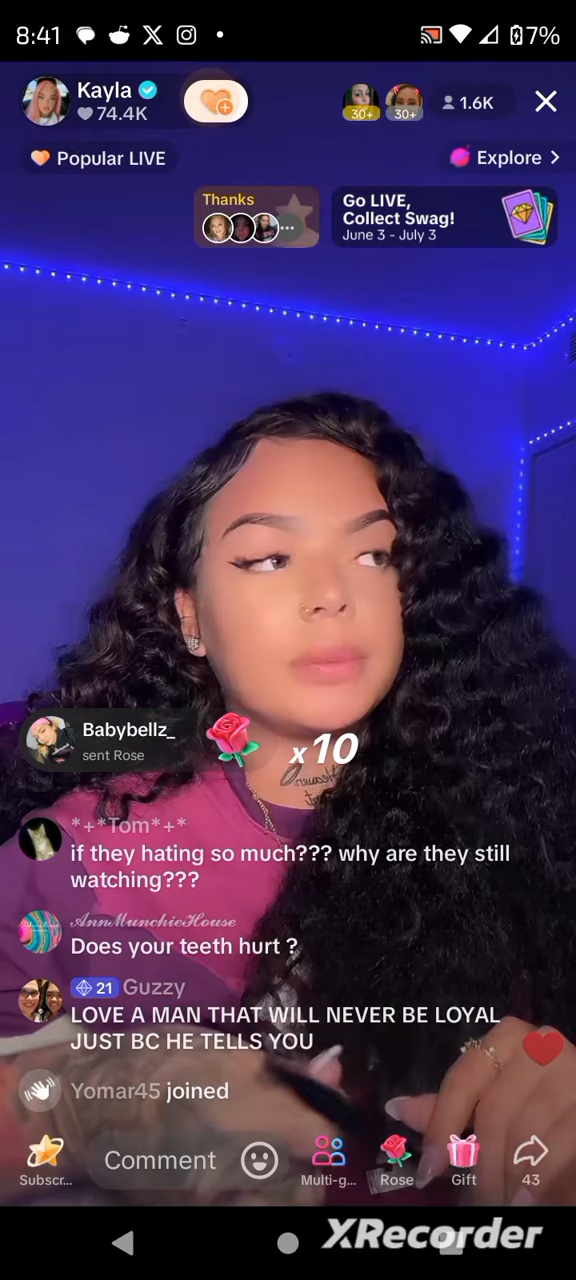 8:41
7%
Kayla
74.4K
30+
30+
1.6K
Popular LIVE
Explore >
Thanks
Go LIVE,
Collect Swag!
June 3 - July 3
Babybellz_
sent Rose
x10
*+*Tom*+*
if they hating so much??? why are they still
watching???
AnnMunchieHouse
Does your teeth hurt ?
21 Guzzy
LOVE A MAN THAT WILL NEVER BE LOYAL
JUST BC HE TELLS YOU
Yomar45 joined
Comment
Subscr...
Multi-g...
Rose
Gift
43
XRecorder